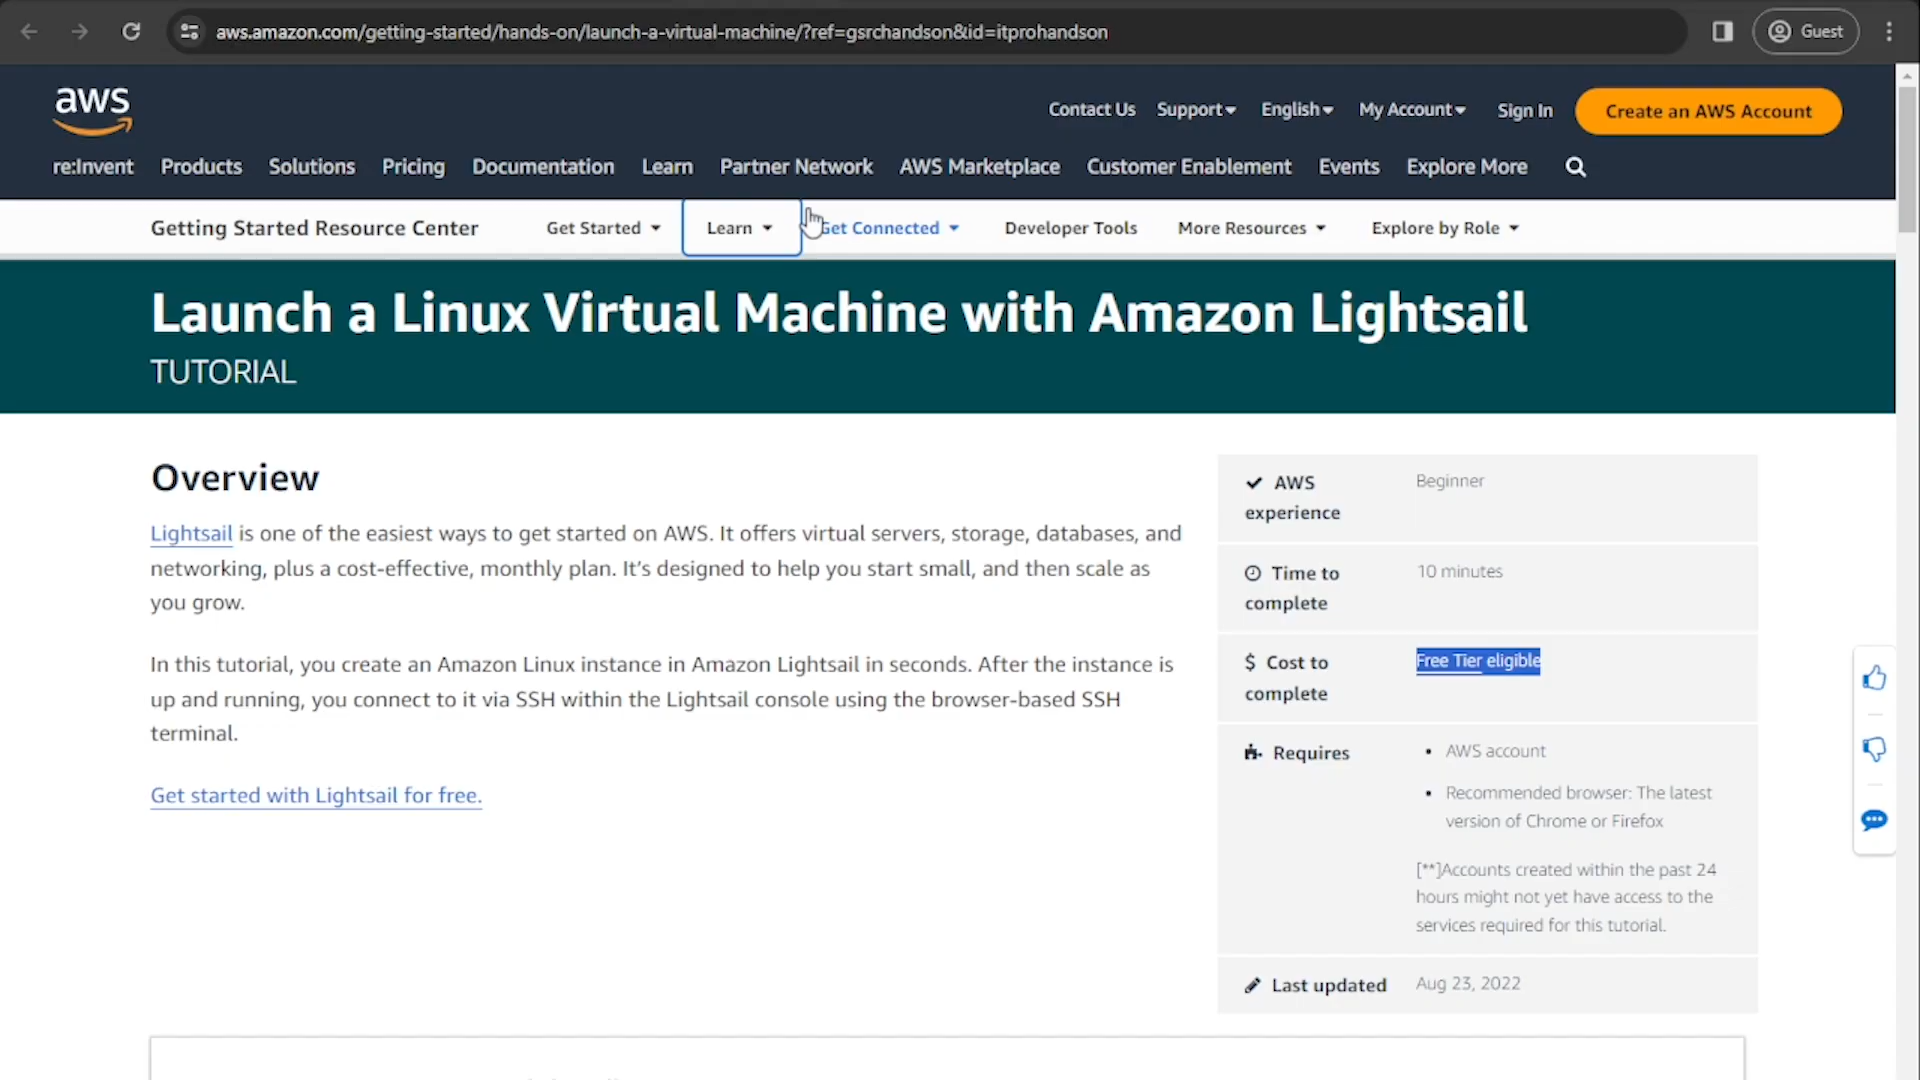 aws.amazon.com/getting-started/hands-on/launch-a-virtual-machine/?ref=gsrchandson&id=itprohandson
Guest
aws
Contact Us Support English My Account Sign In Create an AWS Account
re:Invent Products Solutions Pricing Documentation Learn Partner Network AWS Marketplace Customer Enablement Events Explore More
Getting Started Resource Center Get Started Learn Get Connected Developer Tools More Resources Explore by Role
Launch a Linux Virtual Machine with Amazon Lightsail
TUTORIAL
Overview
Lightsail is one of the easiest ways to get started on AWS. It offers virtual servers, storage, databases, and
networking, plus a cost-effective, monthly plan. It's designed to help you start small, and then scale as
you grow.
In this tutorial, you create an Amazon Linux instance in Amazon Lightsail in seconds. After the instance is
up and running, you connect to it via SSH within the Lightsail console using the browser-based SSH
terminal.
Get started with Lightsail for free.
AWS experience
Beginner
Time to complete
10 minutes
$ Cost to complete
Free Tier eligible
Requires
• AWS account
• Recommended browser: The latest
version of Chrome or Firefox
[**]Accounts created within the past 24
hours might not yet have access to the
services required for this tutorial.
Last updated
Aug 23, 2022